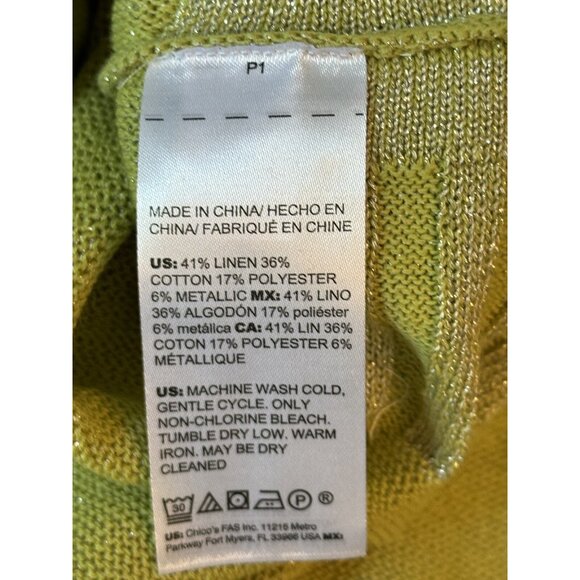 P1
MADE IN CHINA/ HECHO EN
CHINA/ FABRIQUÉ EN CHINE
US: 41% LINEN 36%
COTTON 17% POLYESTER
6% METALLIC MX: 41% LINO
36% ALGODÓN 17% poliéster
6% metálica CA: 41% LIN 36%
COTON 17% POLYESTER 6%
MÉTALLIQUE
US: MACHINE WASH COLD,
GENTLE CYCLE. ONLY
NON-CHLORINE BLEACH.
TUMBLE DRY LOW. WARM
IRON. MAY BE DRY
CLEANED
30 P ®
US: Chico's FAS Inc. 11215 Metro
Parkway Fort Myers, FL 33966 USA MX: